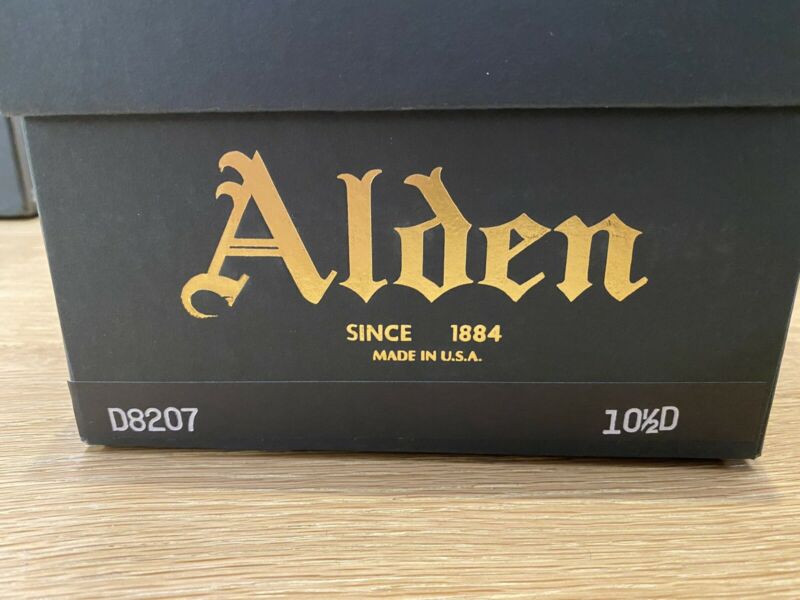 Alden
SINCE 1884
MADE IN U.S.A.
D8207 10½D